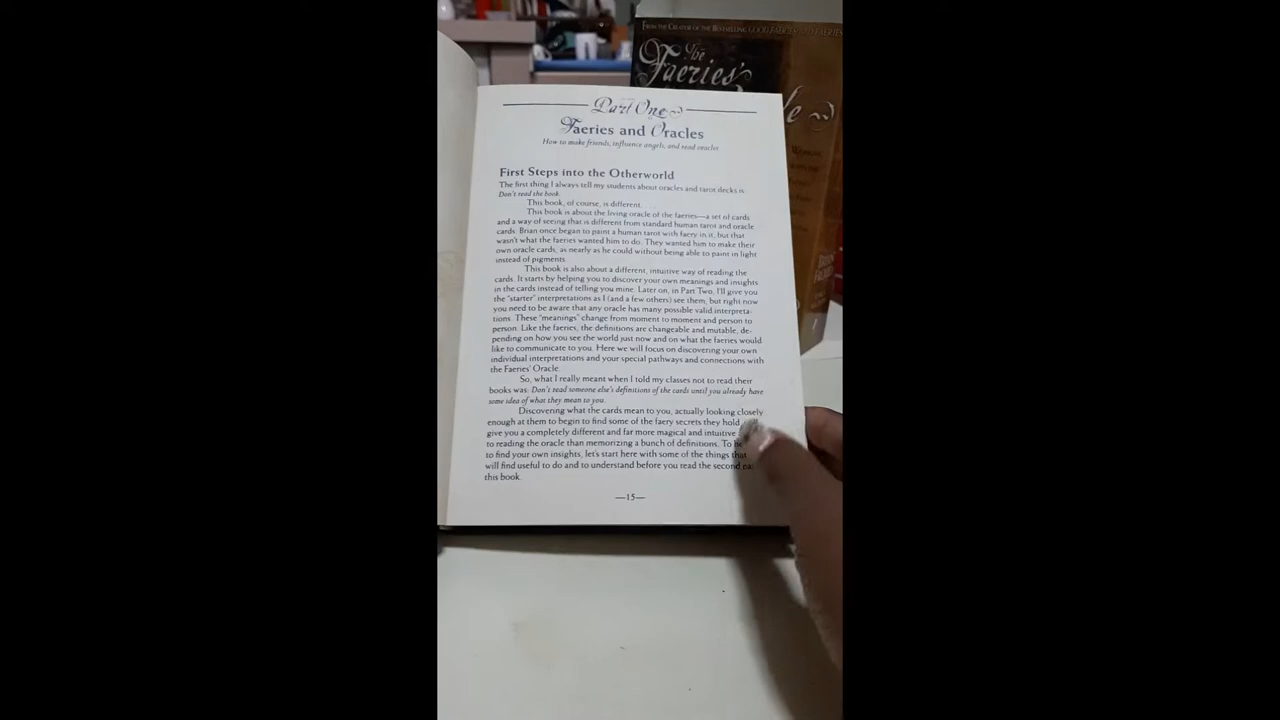 FROM THE CREATOR OF THE BESTSELLING GOOD FAERIES
The
Faeries'
Part One
Faeries and Oracles
How to make friends, influence angels, and read oracles
First Steps into the Otherworld
The first thing I always tell my students about oracles and tarot decks is:
Don't read the book.
This book, of course, is different.
This book is about the living oracle of the faeries—a set of cards
and a way of seeing that is different from standard human tarot and oracle
cards. Brian once began to paint a human tarot with faery in it, but that
wasn't what the faeries wanted him to do. They wanted him to make their
own oracle cards, as nearly as he could without being able to paint in light
instead of pigments.
This book is also about a different, intuitive way of reading the
cards. It starts by helping you to discover your own meanings and insights
in the cards instead of telling you mine. Later on, in Part Two, I'll give you
the "starter" interpretations as I (and a few others) see them, but right now
you need to be aware that any oracle has many possible valid interpreta-
tions. These "meanings" change from moment to moment and person to
person. Like the faeries, the definitions are changeable and mutable, de-
pending on how you see the world just now and on what the faeries would
like to communicate to you. Here we will focus on discovering your own
individual interpretations and your special pathways and connections with
the Faeries' Oracle.
So, what I really meant when I told my classes not to read their
books was: Don't read someone else's definitions of the cards until you already have
some idea of what they mean to you.
Discovering what the cards mean to you, actually looking closely
enough at them to begin to find some of the faery secrets they hold
give you a completely different and far more magical and intuitive
to reading the oracle than memorizing a bunch of definitions. To
to find your own insights, let's start here with some of the things
will find useful to do and to understand before you read the second
this book.
—15—